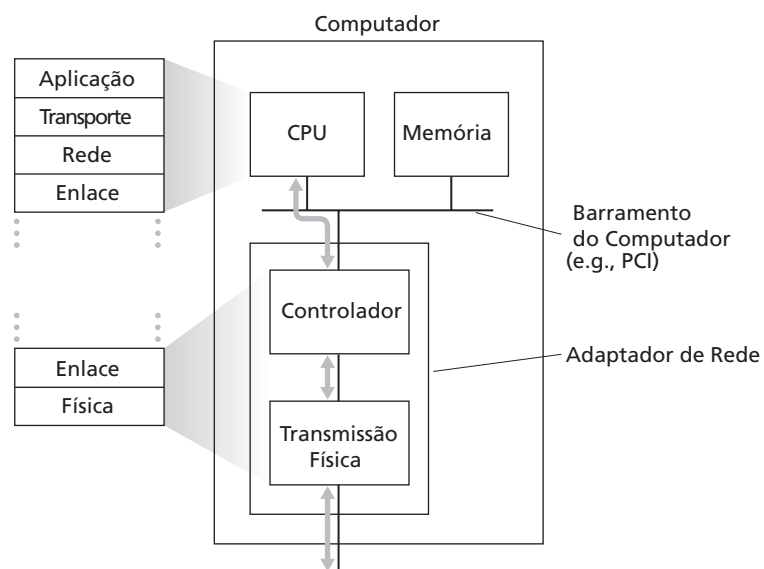 Computador
Aplicação
Transporte
Rede
Enlace
CPU
Memória
Barramento
do Computador
(e.g., PCI)
Controlador
Enlace
Física
Adaptador de Rede
Transmissão
Física